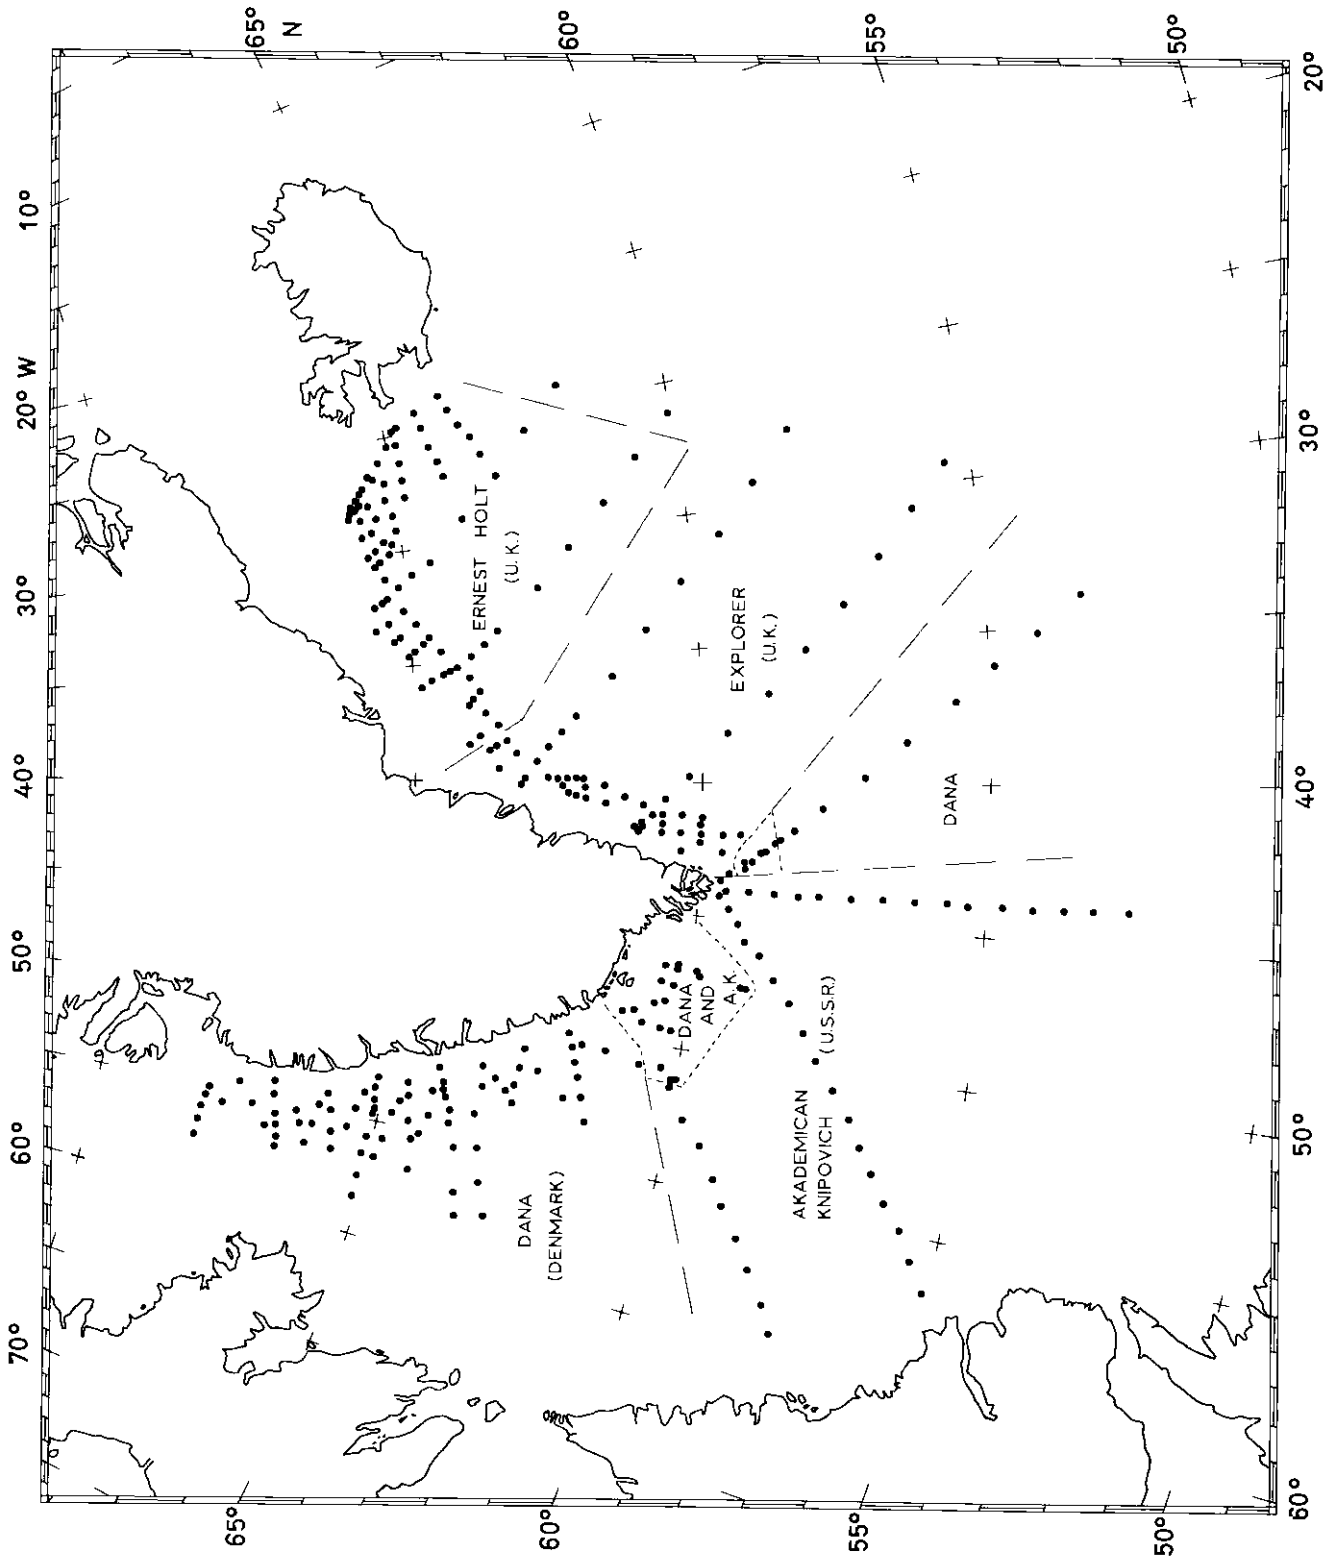 65°
N
60°
55°
50°
20°
10°
20° W
30°
40°
50°
60°
70°
30°
40°
50°
60°
65°
60°
55°
50°
ERNEST HOLT
(U.K.)
EXPLORER
(U.K.)
DANA
DANA
AND
A.K.
AKADEMICAN
KNIPOVICH
(U.S.S.R.)
DANA
(DENMARK)